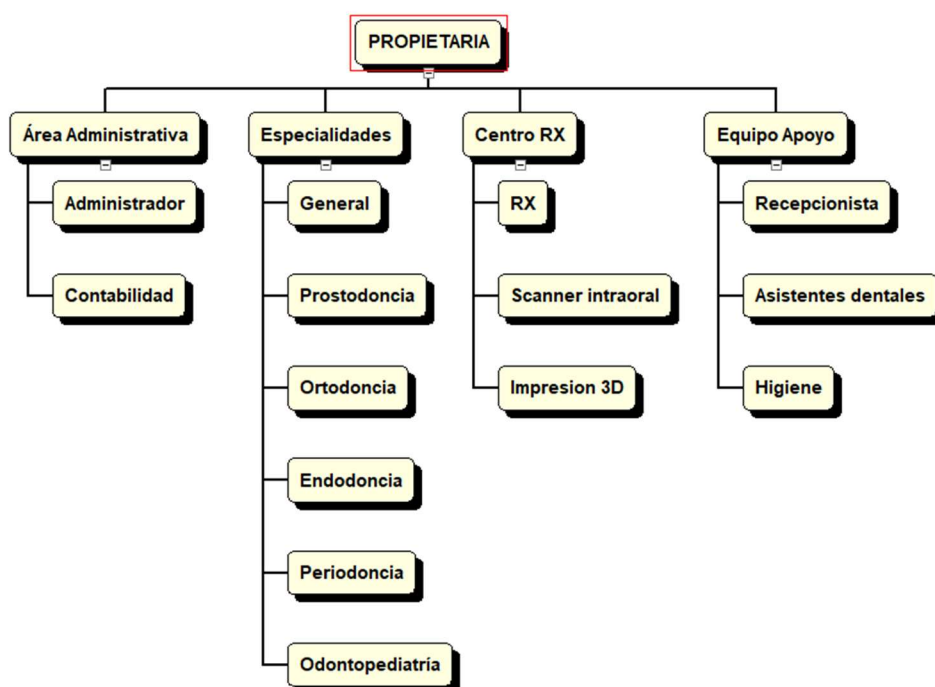 PROPIETARIA
Área Administrativa
Administrador
Contabilidad
Especialidades
General
Prostodoncia
Ortodoncia
Endodoncia
Periodoncia
Odontopediatría
Centro RX
RX
Scanner intraoral
Impresion 3D
Equipo Apoyo
Recepcionista
Asistentes dentales
Higiene